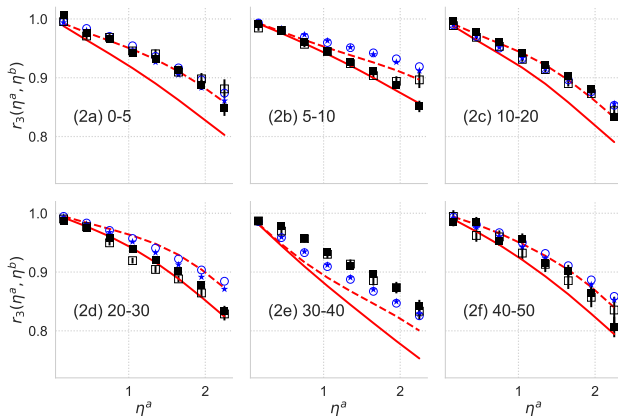 1.0
0.9
0.8
r₃(ηᵃ, ηᵇ)
(2a) 0-5
(2b) 5-10
(2c) 10-20
1.0
0.9
0.8
r₃(ηᵃ, ηᵇ)
(2d) 20-30
(2e) 30-40
(2f) 40-50
1 2 1 2 1 2
ηᵃ ηᵃ ηᵃ